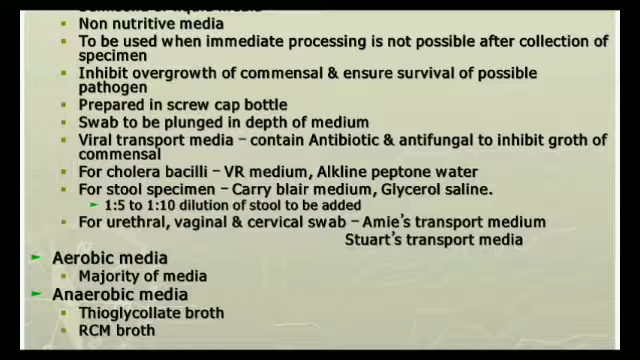 Semisolid or liquid media
Non nutritive media
To be used when immediate processing is not possible after collection of
specimen
Inhibit overgrowth of commensal & ensure survival of possible
pathogen
Prepared in screw cap bottle
Swab to be plunged in depth of medium
Viral transport media – contain Antibiotic & antifungal to inhibit groth of
commensal
For cholera bacilli – VR medium, Alkline peptone water
For stool specimen – Carry blair medium, Glycerol saline.
1:5 to 1:10 dilution of stool to be added
For urethral, vaginal & cervical swab – Amie's transport medium
Stuart's transport media
Aerobic media
Majority of media
Anaerobic media
Thioglycollate broth
RCM broth